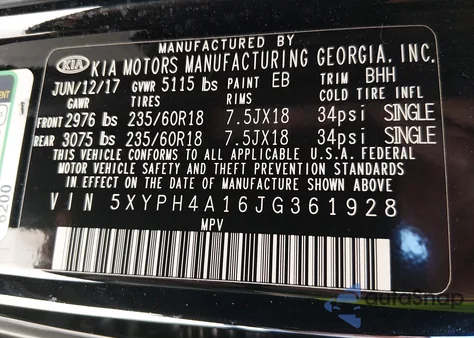 MANUFACTURED BY
KIA KIA MOTORS MANUFACTURING GEORGIA, INC.
JUN/12/17 GVWR 5115 lbs PAINT EB TRIM BHH
GAWR TIRES RIMS COLD TIRE INFL
FRONT 2976 lbs 235/60R18 7.5JX18 34psi SINGLE
REAR 3075 lbs 235/60R18 7.5JX18 34psi SINGLE
THIS VEHICLE CONFORMS TO ALL APPLICABLE U.S.A. FEDERAL
MOTOR VEHICLE THEFT PREVENTION STANDARDS
IN EFFECT ON THE DATE OF MANUFACTURE SHOWN ABOVE
VIN 5XYPH4A16JG361928
MPV
6200
autoSnap